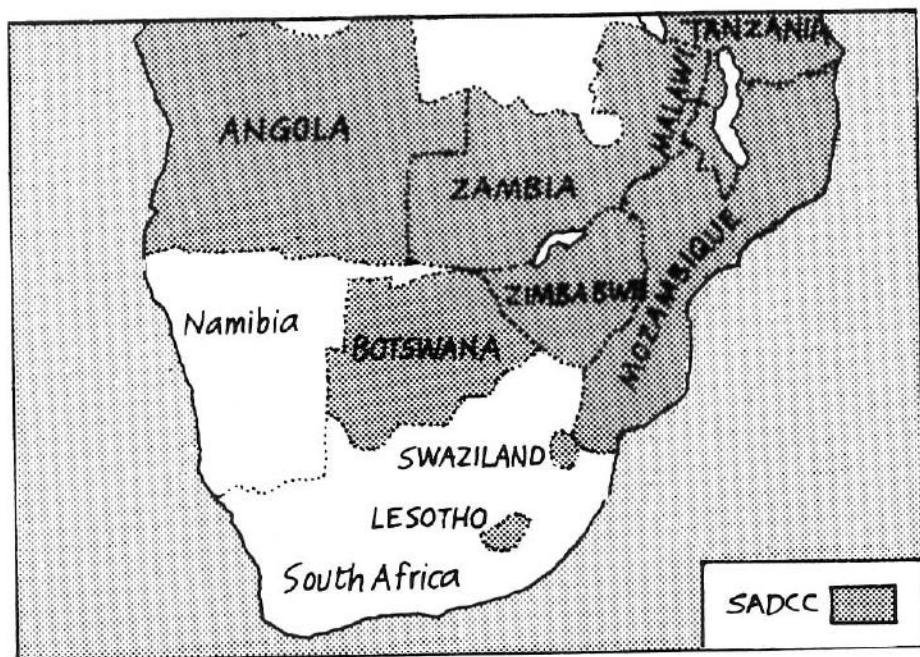 TANZANIA
MALAWI
ANGOLA
ZAMBIA
MOZAMBIQUE
ZIMBABWE
Namibia
BOTSWANA
SWAZILAND
LESOTHO
South Africa
SADCC